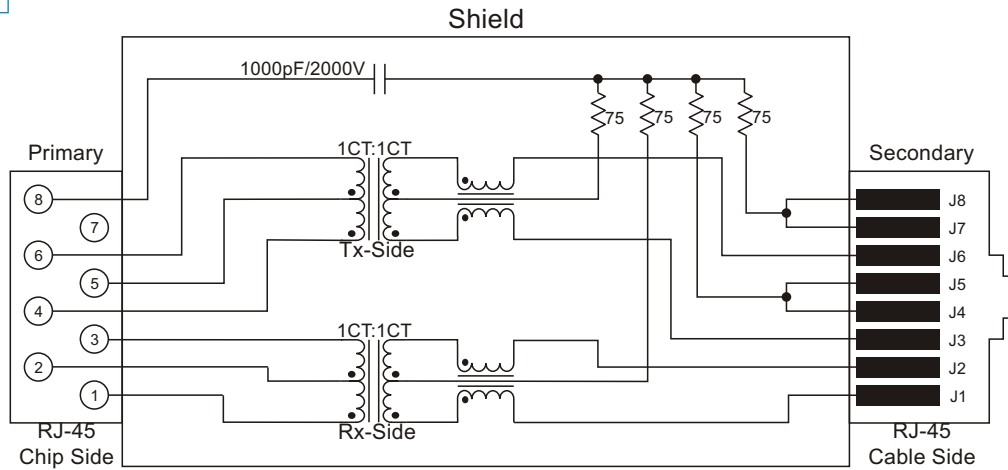 Shield
1000pF/2000V
75 75 75 75
Primary
1CT:1CT
Secondary
8
7
6
5
4
3
2
1
Tx-Side
1CT:1CT
Rx-Side
J8
J7
J6
J5
J4
J3
J2
J1
RJ-45
Chip Side
RJ-45
Cable Side